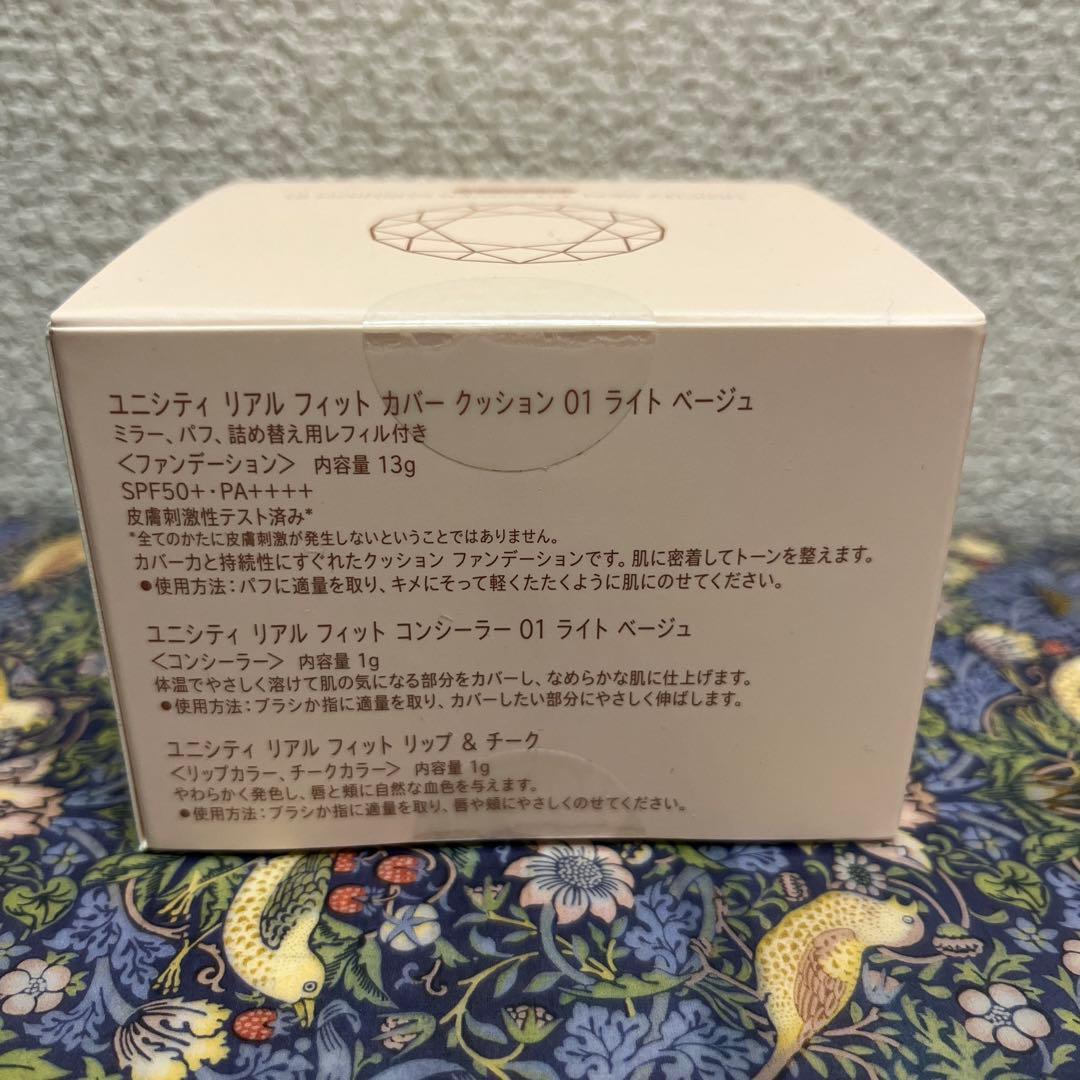 ユニシティ リアル フィット カバー クッション 01 ライト ベージュ
ミラー、パフ、詰め替え用レフィル付き
〈ファンデーション〉 内容量 13g
SPF50+・PA++++
皮膚刺激性テスト済み*
*全てのかたに皮膚刺激が発生しないということではありません。
カバー力と持続性にすぐれたクッション ファンデーションです。肌に密着してトーンを整えます。
●使用方法：パフに適量を取り、キメにそって軽くたたくように肌にのせてください。
ユニシティ リアル フィット コンシーラー 01 ライト ベージュ
〈コンシーラー〉 内容量 1g
体温でやさしく溶けて肌の気になる部分をカバーし、なめらかな肌に仕上げます。
●使用方法：ブラシか指に適量を取り、カバーしたい部分にやさしく伸ばします。
ユニシティ リアル フィット リップ & チーク
〈リップカラー、チークカラー〉 内容量 1g
やわらかく発色し、唇と頬に自然な血色を与えます。
●使用方法：ブラシか指に適量を取り、唇や頬にやさしくのせてください。